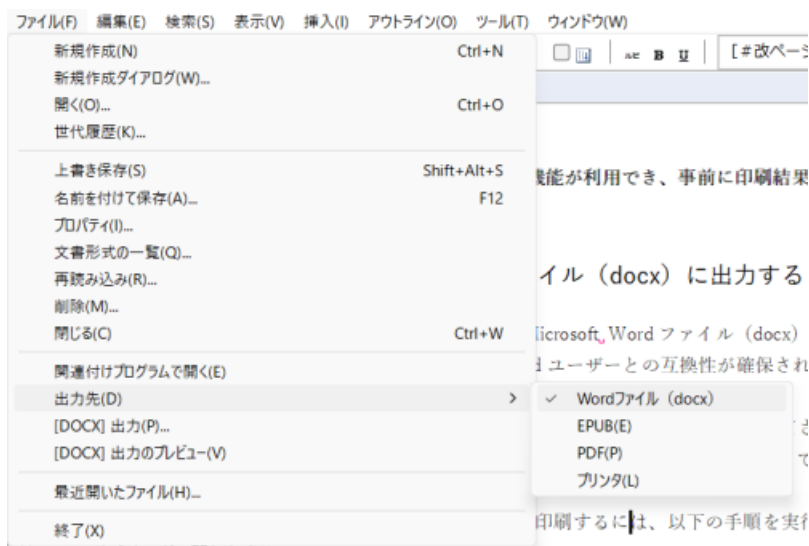 ファイル(F) 編集(E) 検索(S) 表示(V) 挿入(I) アウトライン(O) ツール(T) ウィンドウ(W)
新規作成(N) Ctrl+N
B U [#改ペー
新規作成ダイアログ(W)...
開く(O)... Ctrl+O
世代履歴(K)...
上書き保存(S) Shift+Alt+S
能が利用でき、事前に印刷結果
名前を付けて保存(A)... F12
プロパティ(I)...
文書形式の一覧(Q)...
再読み込み(R)...
イル（docx）に出力する
削除(M)...
閉じる(C) Ctrl+W
icrosoft Word ファイル（docx）
関連付けプログラムで開く(E)
ユーザーとの互換性が確保され
出力先(D)
Wordファイル（docx）
[DOCX] 出力(P)...
EPUB(E)
[DOCX] 出力のプレビュー(V)
PDF(P)
プリンタ(L)
最近開いたファイル(H)...
終了(X)
印刷するには、以下の手順を実行